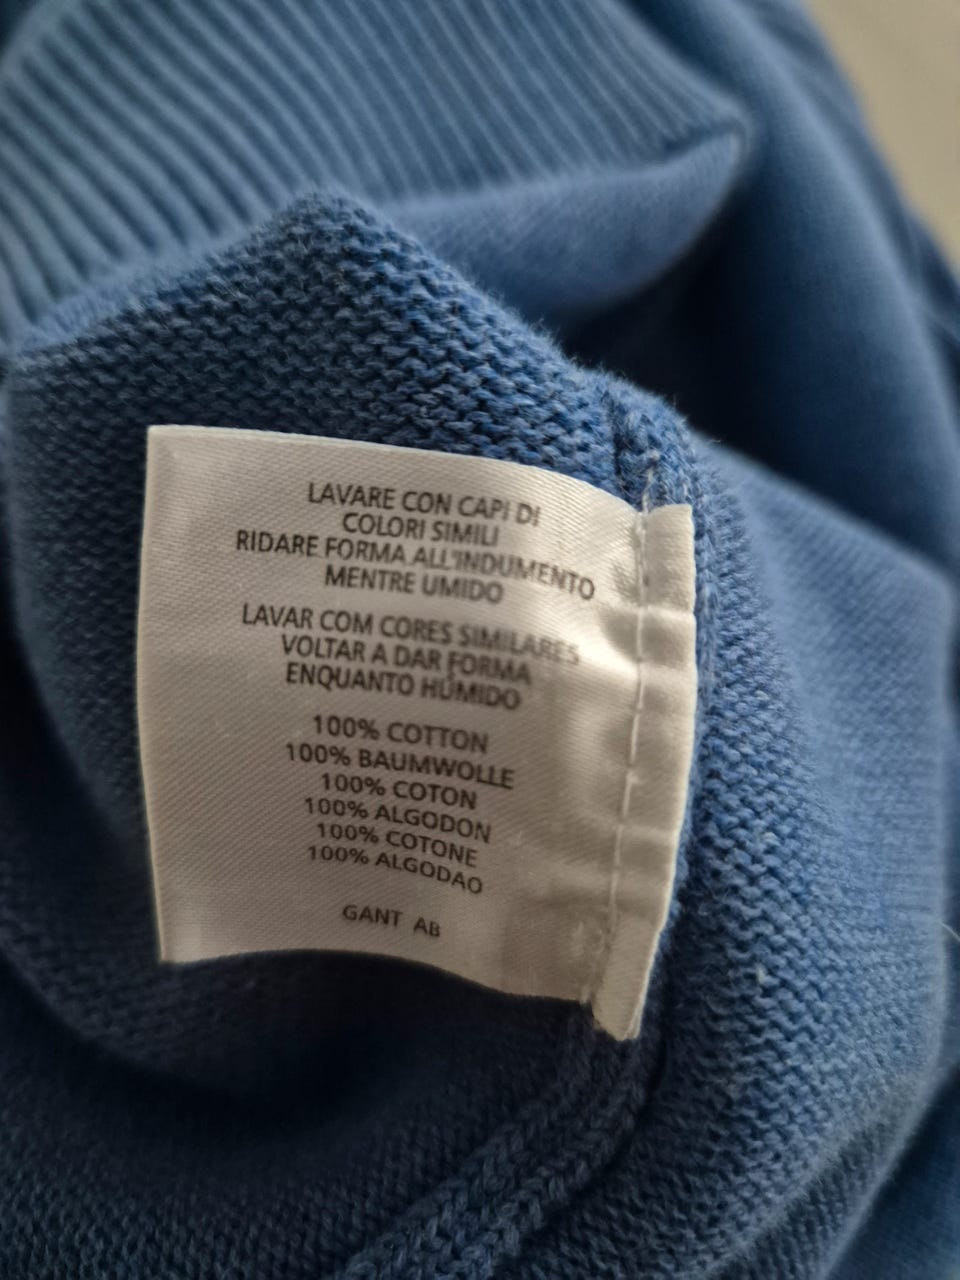 LAVARE CON CAPI DI
COLORI SIMILI
RIDARE FORMA ALL'INDUMENTO
MENTRE UMIDO
LAVAR COM CORES SIMILARES
VOLTAR A DAR FORMA
ENQUANTO HÚMIDO
100% COTTON
100% BAUMWOLLE
100% COTON
100% ALGODON
100% COTONE
100% ALGODAO
GANT AB